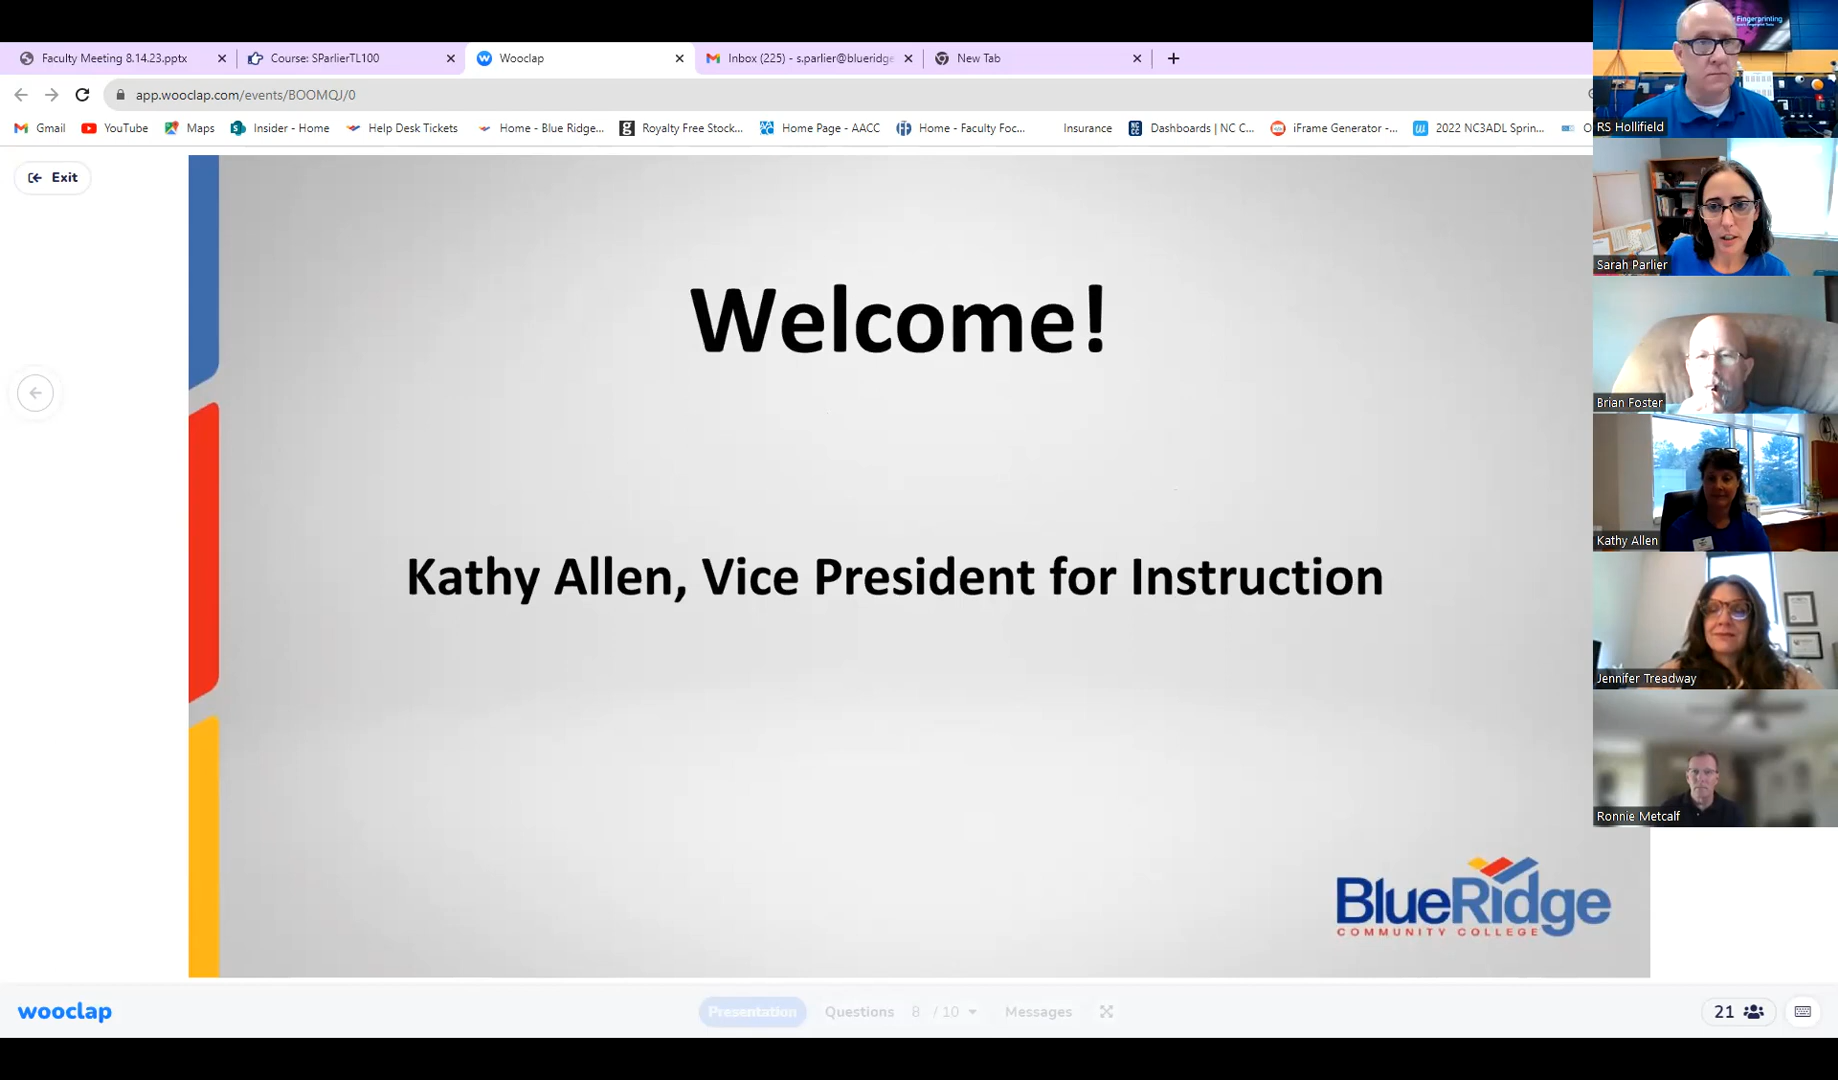 Faculty Meeting 8.14.23.pptx
Course: SParlierTL100
Wooclap
Inbox (225) - s.parlier@blueridge
New Tab
app.wooclap.com/events/BOOMQJ/0
Gmail
YouTube
Maps
Insider - Home
Help Desk Tickets
Home - Blue Ridge...
Royalty Free Stock...
Home Page - AACC
Home - Faculty Foc...
Insurance
Dashboards | NC C...
iFrame Generator -...
2022 NC3ADL Sprin...
Exit
Welcome!
Kathy Allen, Vice President for Instruction
BlueRidge
COMMUNITY COLLEGE
wooclap
Presentation
Questions 8 / 10
Messages
21
Fingerprinting
RS Hollifield
Sarah Parlier
Brian Foster
Kathy Allen
Jennifer Treadway
Ronnie Metcalf